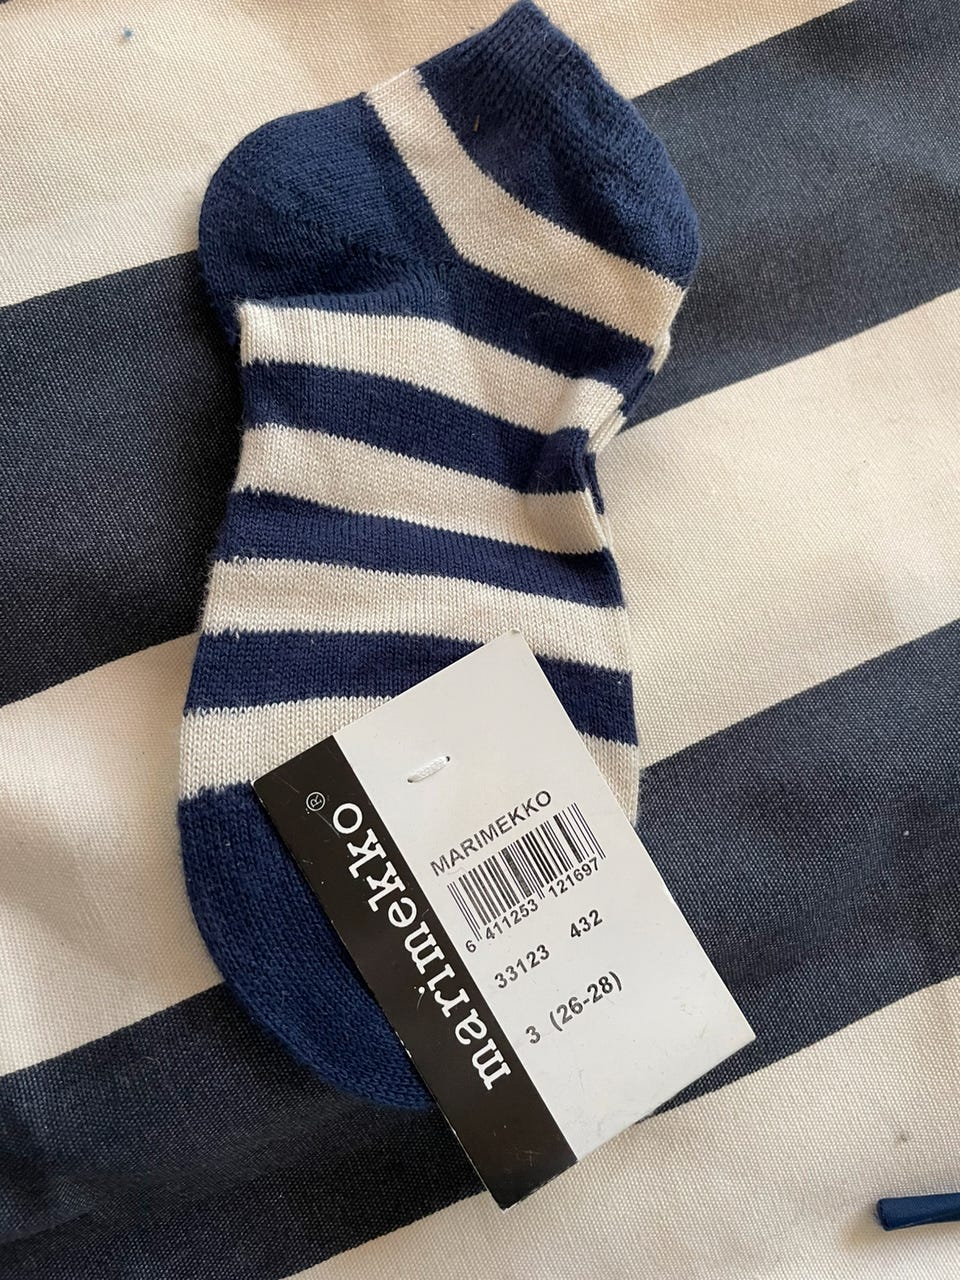 marimekko®
MARIMEKKO
6 411253 121697
33123 432
3 (26-28)